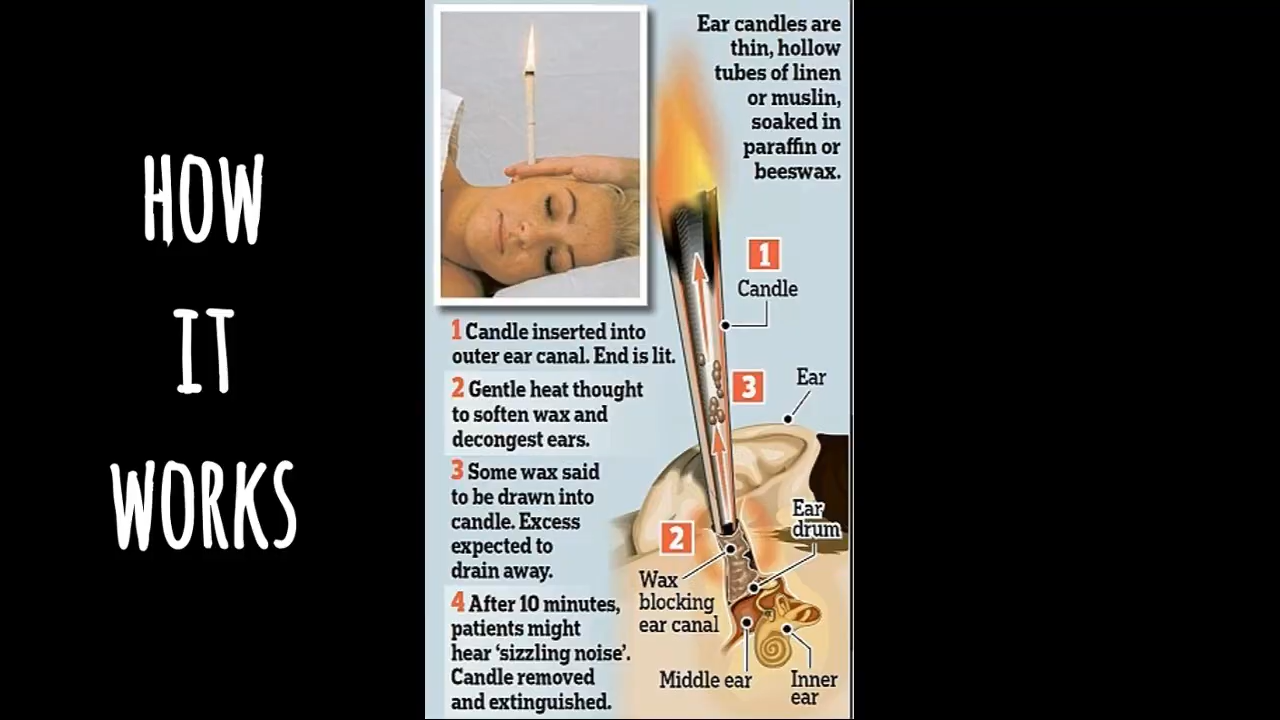 HOW
IT
WORKS
Ear candles are
thin, hollow
tubes of linen
or muslin,
soaked in
paraffin or
beeswax.
1
Candle
1 Candle inserted into
outer ear canal. End is lit.
2 Gentle heat thought
to soften wax and
decongest ears.
3 Some wax said
to be drawn into
candle. Excess
expected to
drain away.
4 After 10 minutes,
patients might
hear ‘sizzling noise’.
Candle removed
and extinguished.
3
Ear
Ear
drum
2
Wax
blocking
ear canal
Middle ear
Inner
ear